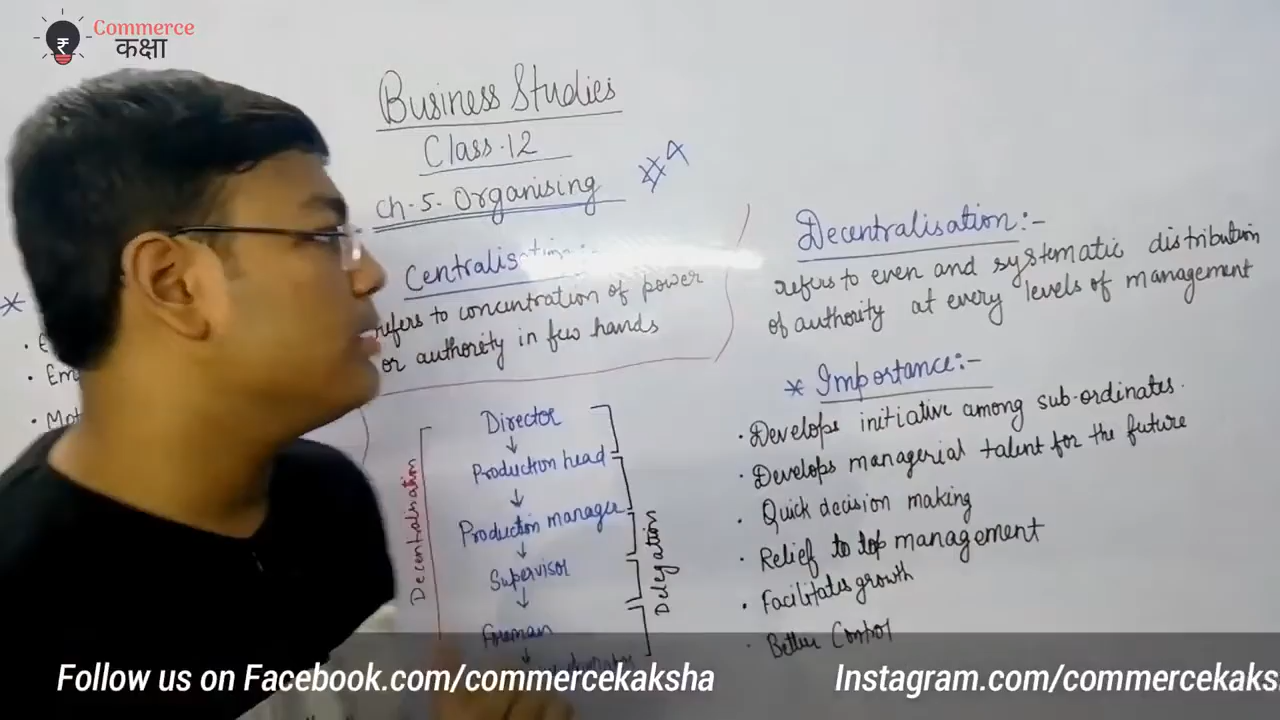 Commerce
कक्षा
Business Studies
Class-12
Ch-5- Organising
#4
Centralisation:-
refers to concentration of power
or authority in few hands
Decentralisation:-
refers to even and systematic distribution
of authority at every levels of management
* Importance:-
· Develops initiative among sub-ordinates.
· Develops managerial talent for the future
· Quick decision making
· Relief to top management
· Facilitates growth
· Better Control
*
Director
Production head
Production manager
Supervisor
Decentralisation
Delegation
Follow us on Facebook.com/commercekaksha
Instagram.com/commercekaks